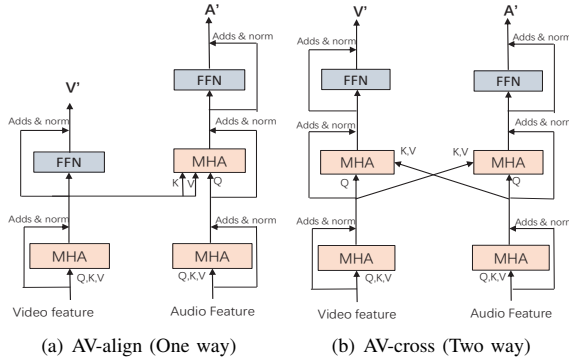 A'
Adds & norm
FFN
V'
Adds & norm
Adds & norm
FFN
MHA
K
V
Q
Adds & norm
Adds & norm
MHA
MHA
Q,K,V
Q,K,V
Video feature
Audio Feature
(a) AV-align (One way)
V'
A'
Adds & norm
Adds & norm
FFN
FFN
Adds & norm
Adds & norm
K,V
K,V
MHA
MHA
Q
Q
Adds & norm
Adds & norm
MHA
MHA
Q,K,V
Q,K,V
Video feature
Audio Feature
(b) AV-cross (Two way)